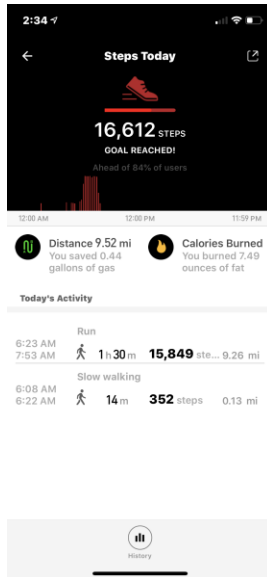 2:34
Steps Today
16,612 STEPS
GOAL REACHED!
Ahead of 84% of users
12:00 AM 12:00 PM 11:59 PM
Distance 9.52 mi
You saved 0.44
gallons of gas
Calories Burned
You burned 7.49
ounces of fat
Today's Activity
Run
6:23 AM
7:53 AM
1 h 30 m 15,849 ste... 9.26 mi
Slow walking
6:08 AM
6:22 AM
14 m 352 steps 0.13 mi
History